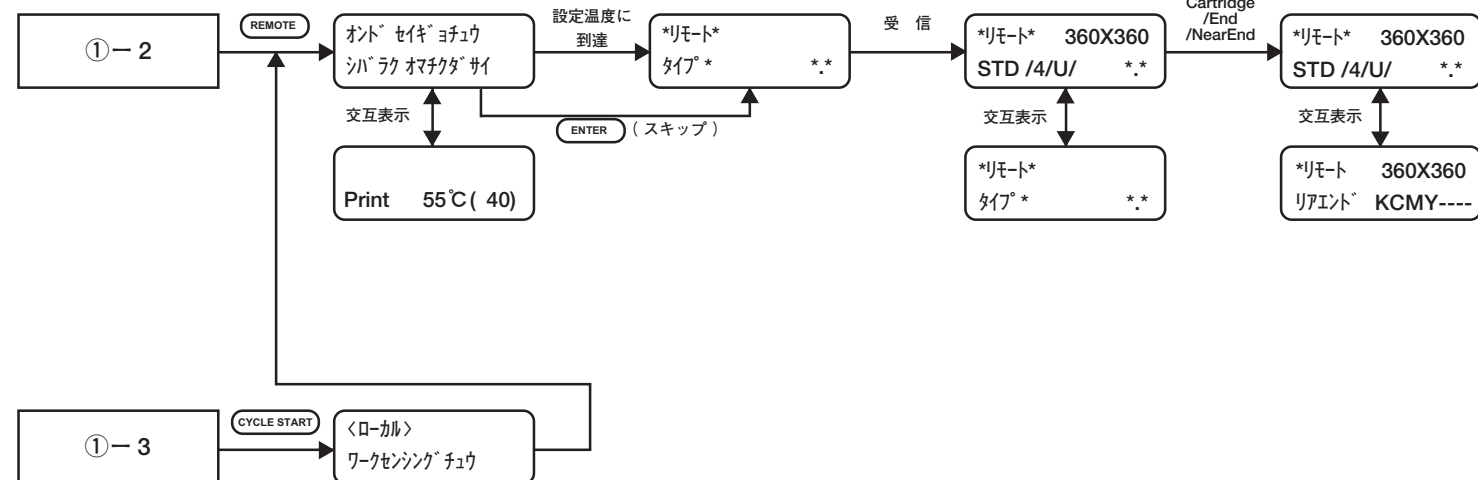 ①ー2
REMOTE
オンド セイギョチュウ
シバラク オマチクダサイ
設定温度に
到達
*リモート*
タイプ* *.*
受 信
*リモート* 360X360
STD /4/U/ *.*
Cartridge
/End
/NearEnd
*リモート 360X360
STD /4/U/ *.*
交互表示
ENTER
(スキップ)
交互表示
交互表示
Print 55℃( 40)
*リモート*
タイプ* *.*
*リモート 360X360
リアエンド KCMY----
①ー3
CYCLE START
<ローカル>
ワークセンシングチュウ